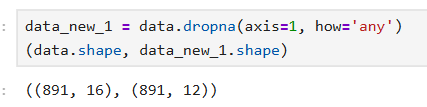 data_new_1 = data.dropna(axis=1, how='any')
(data.shape, data_new_1.shape)
((891, 16), (891, 12))